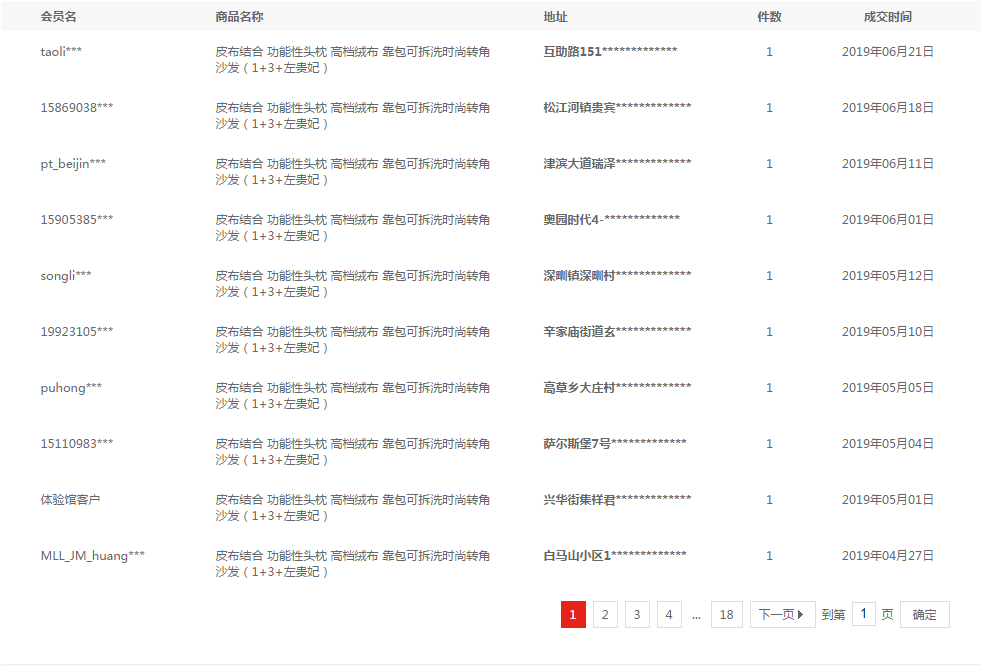 会员名 商品名称 地址 件数 成交时间
taoli*** 皮布结合 功能性头枕 高档绒布 靠包可拆洗时尚转角 互助路151************* 1 2019年06月21日
沙发（1+3+左贵妃）
15869038*** 皮布结合 功能性头枕 高档绒布 靠包可拆洗时尚转角 松江河镇贵宾************* 1 2019年06月18日
沙发（1+3+左贵妃）
pt_beijin*** 皮布结合 功能性头枕 高档绒布 靠包可拆洗时尚转角 津滨大道瑞泽************* 1 2019年06月11日
沙发（1+3+左贵妃）
15905385*** 皮布结合 功能性头枕 高档绒布 靠包可拆洗时尚转角 奥园时代4-************* 1 2019年06月01日
沙发（1+3+左贵妃）
songli*** 皮布结合 功能性头枕 高档绒布 靠包可拆洗时尚转角 深甽镇深甽村************* 1 2019年05月12日
沙发（1+3+左贵妃）
19923105*** 皮布结合 功能性头枕 高档绒布 靠包可拆洗时尚转角 辛家庙街道玄************* 1 2019年05月10日
沙发（1+3+左贵妃）
puhong*** 皮布结合 功能性头枕 高档绒布 靠包可拆洗时尚转角 高草乡大庄村************* 1 2019年05月05日
沙发（1+3+左贵妃）
15110983*** 皮布结合 功能性头枕 高档绒布 靠包可拆洗时尚转角 萨尔斯堡7号************* 1 2019年05月04日
沙发（1+3+左贵妃）
体验馆客户 皮布结合 功能性头枕 高档绒布 靠包可拆洗时尚转角 兴华街集样君************* 1 2019年05月01日
沙发（1+3+左贵妃）
MLL_JM_huang*** 皮布结合 功能性头枕 高档绒布 靠包可拆洗时尚转角 白马山小区1************* 1 2019年04月27日
沙发（1+3+左贵妃）
1 2 3 4 ... 18 下一页 到第 1 页 确定